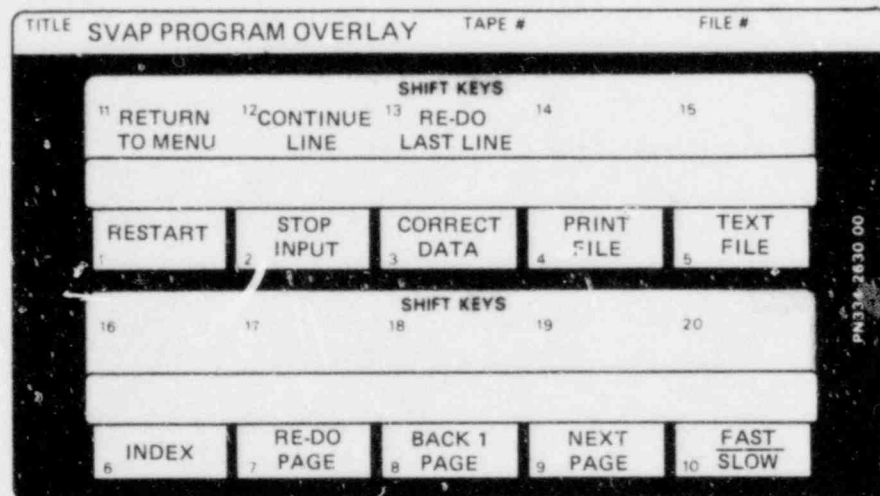 TITLE SVAP PROGRAM OVERLAY TAPE # FILE #
SHIFT KEYS
11 RETURN 12 CONTINUE 13 RE-DO 14 15
TO MENU LINE LAST LINE
RESTART STOP CORRECT PRINT TEXT
1 2 INPUT 3 DATA 4 FILE 5 FILE
SHIFT KEYS
16 17 18 19 20
INDEX RE-DO BACK 1 NEXT FAST
6 7 PAGE 8 PAGE 9 PAGE 10 SLOW
PN334 2630 00